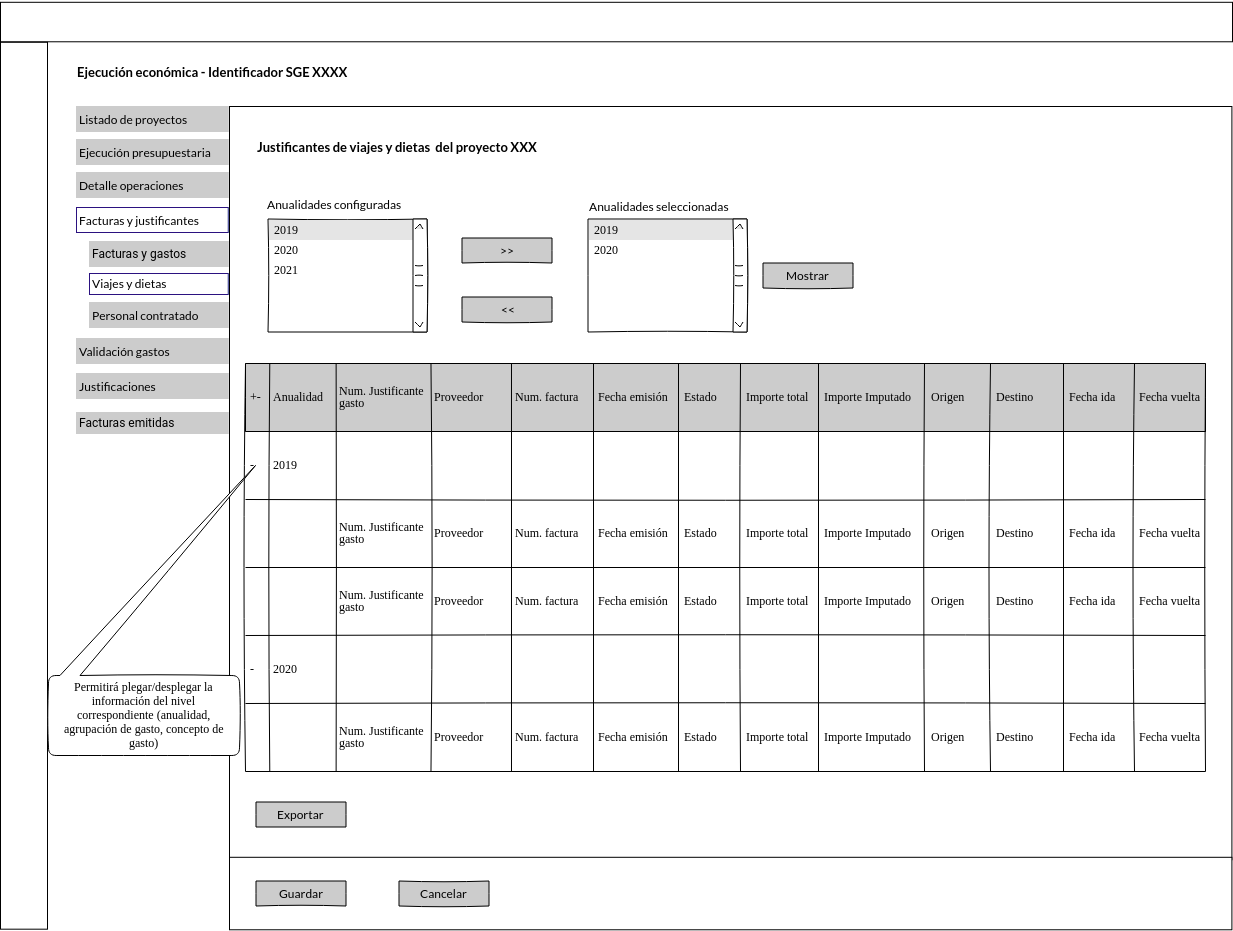 Ejecución económica - Identificador SGE XXXX
Listado de proyectos
Ejecución presupuestaria
Detalle operaciones
Facturas y justificantes
Facturas y gastos
Viajes y dietas
Personal contratado
Validación gastos
Justificaciones
Facturas emitidas
Justificantes de viajes y dietas del proyecto XXX
Anualidades configuradas
2019
2020
2021
>>
<<
Anualidades seleccionadas
2019
2020
Mostrar
+- Anualidad Num. Justificante gasto Proveedor Num. factura Fecha emisión Estado Importe total Importe Imputado Origen Destino Fecha ida Fecha vuelta
- 2019
Num. Justificante gasto Proveedor Num. factura Fecha emisión Estado Importe total Importe Imputado Origen Destino Fecha ida Fecha vuelta
Num. Justificante gasto Proveedor Num. factura Fecha emisión Estado Importe total Importe Imputado Origen Destino Fecha ida Fecha vuelta
- 2020
Num. Justificante gasto Proveedor Num. factura Fecha emisión Estado Importe total Importe Imputado Origen Destino Fecha ida Fecha vuelta
Permitirá plegar/desplegar la
información del nivel
correspondiente (anualidad,
agrupación de gasto, concepto de
gasto)
Exportar
Guardar
Cancelar